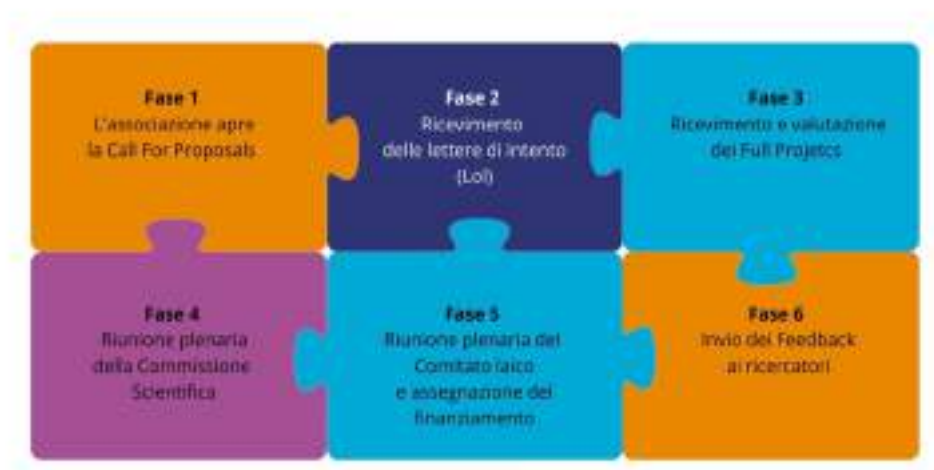 Fase 1
L'associazione apre
la Call For Proposals
Fase 2
Ricevimento
delle lettere di intento
(LoI)
Fase 3
Ricevimento e valutazione
dei Full Projetcs
Fase 4
Riunione plenaria
della Commissione
Scientifica
Fase 5
Riunione plenaria del
Comitato laico
e assegnazione del
finanziamento
Fase 6
Invio dei Feedback
ai ricercatori